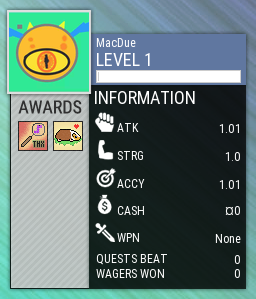 MacDue
LEVEL 1
AWARDS
THX
INFORMATION
ATK 1.01
STRG 1.0
ACCY 1.01
CASH ¤0
WPN None
QUESTS BEAT 0
WAGERS WON 0